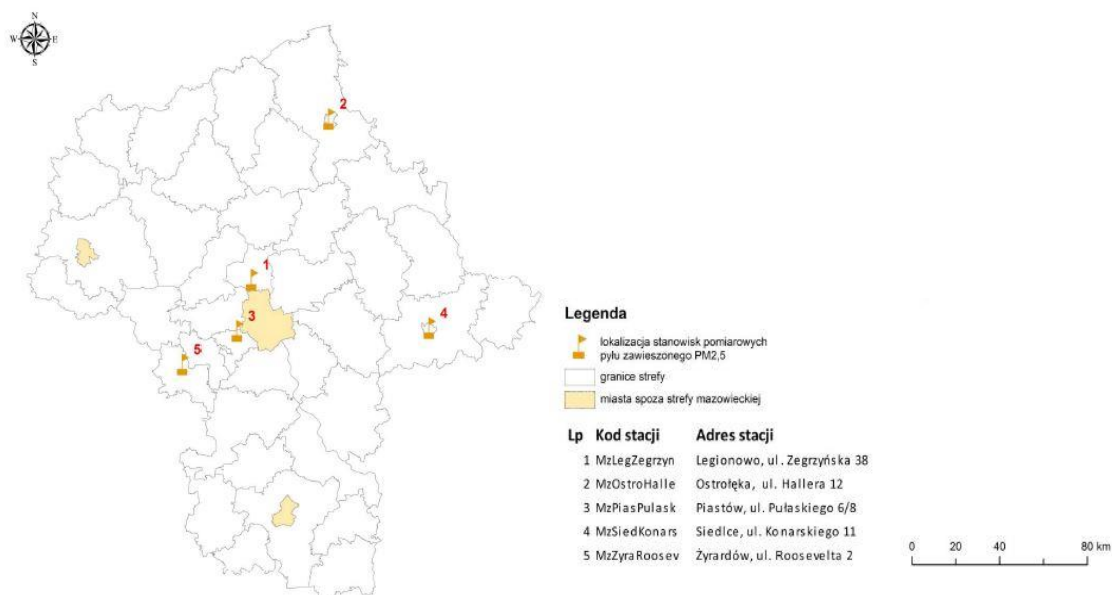 N
W E
S
2
1
3
4
5
Legenda
lokalizacja stanowisk pomiarowych
pyłu zawieszonego PM2,5
granice strefy
miasta spoza strefy mazowieckiej
Lp Kod stacji Adres stacji
1 MzLegZegrzyn Legionowo, ul. Zegrzyńska 38
2 MzOstroHalle Ostrołęka, ul. Hallera 12
3 MzPiasPulask Piastów, ul. Pułaskiego 6/8
4 MzSiedKonars Siedlce, ul. Konarskiego 11
5 MzZyraRoosev Żyrardów, ul. Roosevelta 2
0 20 40 80 km